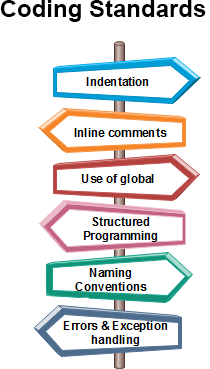 Coding Standards
Indentation
Inline comments
Use of global
Structured
Programming
Naming
Conventions
Errors & Exception
handling